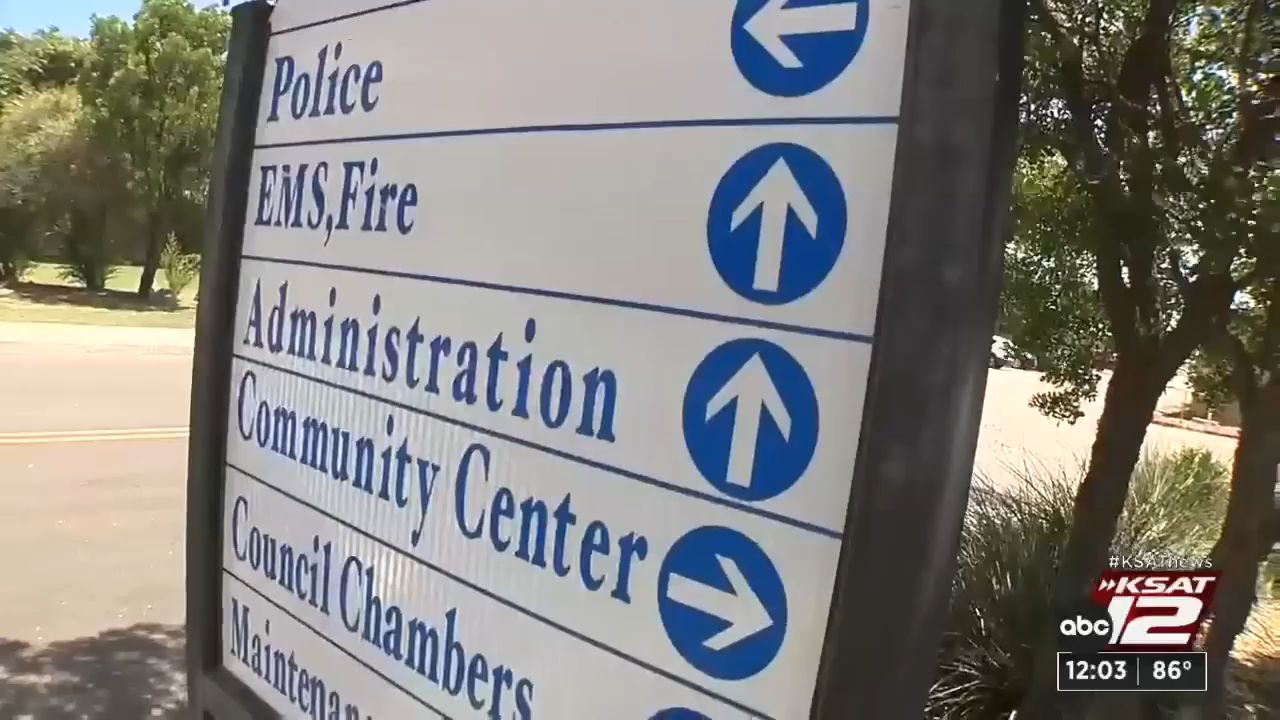 Police
EMS,Fire
Administration
Community Center
Council Chambers
#KSATnews
KSAT
abc 12
12:03 86°